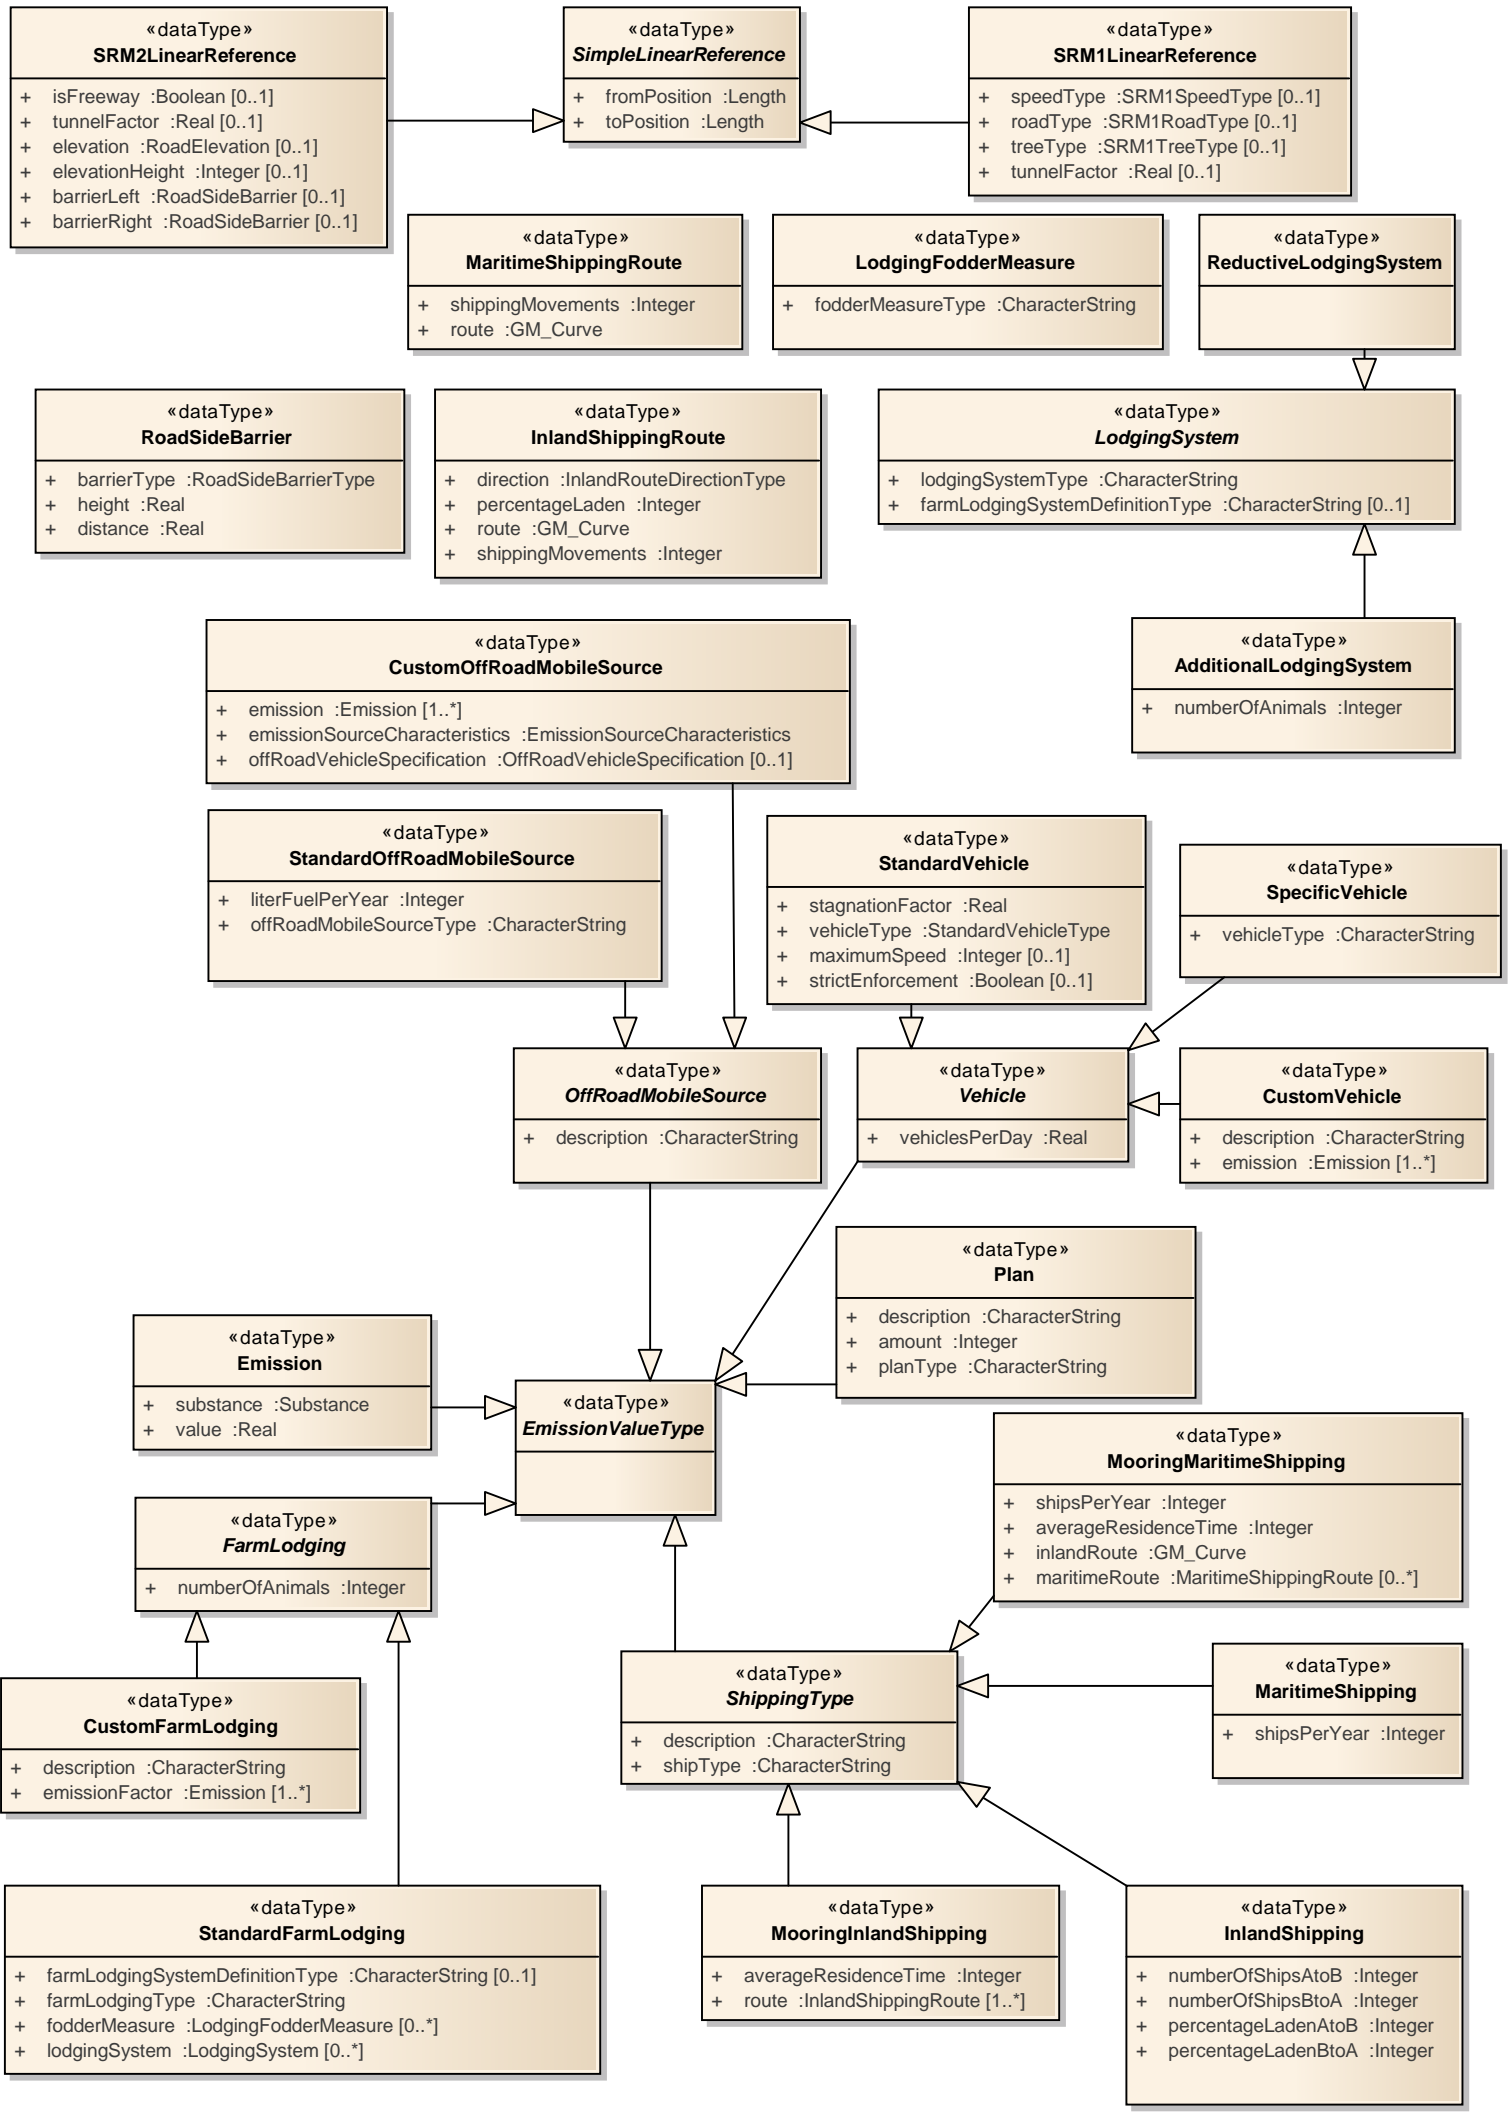 «dataType»
SRM2LinearReference
+ isFreeway :Boolean [0..1]
+ tunnelFactor :Real [0..1]
+ elevation :RoadElevation [0..1]
+ elevationHeight :Integer [0..1]
+ barrierLeft :RoadSideBarrier [0..1]
+ barrierRight :RoadSideBarrier [0..1]
«dataType»
SimpleLinearReference
+ fromPosition :Length
+ toPosition :Length
«dataType»
SRM1LinearReference
+ speedType :SRM1SpeedType [0..1]
+ roadType :SRM1RoadType [0..1]
+ treeType :SRM1TreeType [0..1]
+ tunnelFactor :Real [0..1]
«dataType»
MaritimeShippingRoute
+ shippingMovements :Integer
+ route :GM_Curve
«dataType»
LodgingFodderMeasure
+ fodderMeasureType :CharacterString
«dataType»
ReductiveLodgingSystem
«dataType»
RoadSideBarrier
+ barrierType :RoadSideBarrierType
+ height :Real
+ distance :Real
«dataType»
InlandShippingRoute
+ direction :InlandRouteDirectionType
+ percentageLaden :Integer
+ route :GM_Curve
+ shippingMovements :Integer
«dataType»
LodgingSystem
+ lodgingSystemType :CharacterString
+ farmLodgingSystemDefinitionType :CharacterString [0..1]
«dataType»
CustomOffRoadMobileSource
+ emission :Emission [1..*]
+ emissionSourceCharacteristics :EmissionSourceCharacteristics
+ offRoadVehicleSpecification :OffRoadVehicleSpecification [0..1]
«dataType»
AdditionalLodgingSystem
+ numberOfAnimals :Integer
«dataType»
StandardOffRoadMobileSource
+ literFuelPerYear :Integer
+ offRoadMobileSourceType :CharacterString
«dataType»
StandardVehicle
+ stagnationFactor :Real
+ vehicleType :StandardVehicleType
+ maximumSpeed :Integer [0..1]
+ strictEnforcement :Boolean [0..1]
«dataType»
SpecificVehicle
+ vehicleType :CharacterString
«dataType»
OffRoadMobileSource
+ description :CharacterString
«dataType»
Vehicle
+ vehiclesPerDay :Real
«dataType»
CustomVehicle
+ description :CharacterString
+ emission :Emission [1..*]
«dataType»
Plan
+ description :CharacterString
+ amount :Integer
+ planType :CharacterString
«dataType»
Emission
+ substance :Substance
+ value :Real
«dataType»
EmissionValueType
«dataType»
MooringMaritimeShipping
+ shipsPerYear :Integer
+ averageResidenceTime :Integer
+ inlandRoute :GM_Curve
+ maritimeRoute :MaritimeShippingRoute [0..*]
«dataType»
FarmLodging
+ numberOfAnimals :Integer
«dataType»
ShippingType
+ description :CharacterString
+ shipType :CharacterString
«dataType»
MaritimeShipping
+ shipsPerYear :Integer
«dataType»
CustomFarmLodging
+ description :CharacterString
+ emissionFactor :Emission [1..*]
«dataType»
StandardFarmLodging
+ farmLodgingSystemDefinitionType :CharacterString [0..1]
+ farmLodgingType :CharacterString
+ fodderMeasure :LodgingFodderMeasure [0..*]
+ lodgingSystem :LodgingSystem [0..*]
«dataType»
MooringInlandShipping
+ averageResidenceTime :Integer
+ route :InlandShippingRoute [1..*]
«dataType»
InlandShipping
+ numberOfShipsAtoB :Integer
+ numberOfShipsBtoA :Integer
+ percentageLadenAtoB :Integer
+ percentageLadenBtoA :Integer